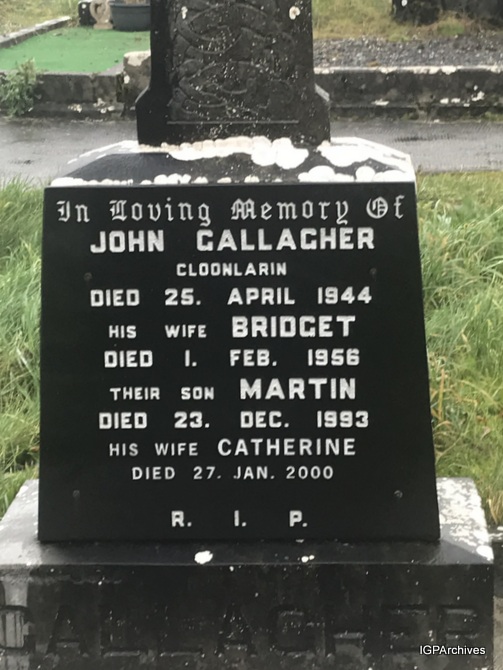 In Loving Memory Of
JOHN GALLAGHER
CLOONLARIN
DIED 25. APRIL 1944
HIS WIFE BRIDGET
DIED 1. FEB. 1956
THEIR SON MARTIN
DIED 23. DEC. 1993
HIS WIFE CATHERINE
DIED 27. JAN. 2000
R. I. P.
GALLAGHER
IGPArchives